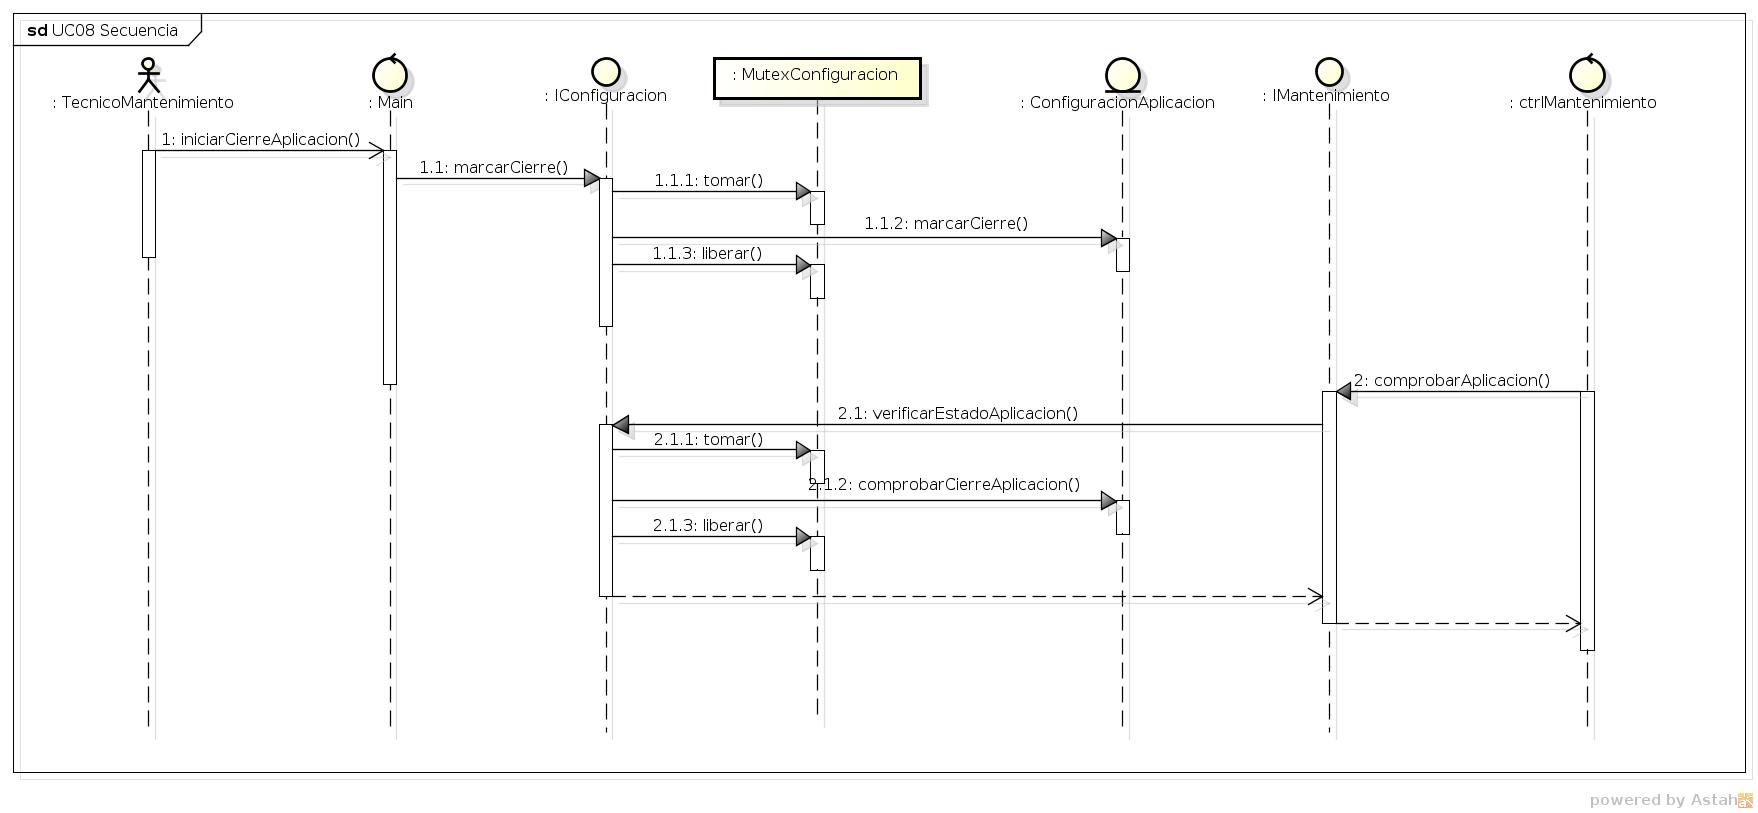 sd UC08 Secuencia
: TecnicoMantenimiento
: Main
: IConfiguracion
: MutexConfiguracion
: ConfiguracionAplicacion
: IMantenimiento
: ctrlMantenimiento
1: iniciarCierreAplicacion()
1.1: marcarCierre()
1.1.1: tomar()
1.1.2: marcarCierre()
1.1.3: liberar()
2: comprobarAplicacion()
2.1: verificarEstadoAplicacion()
2.1.1: tomar()
2.1.2: comprobarCierreAplicacion()
2.1.3: liberar()
powered by Astah